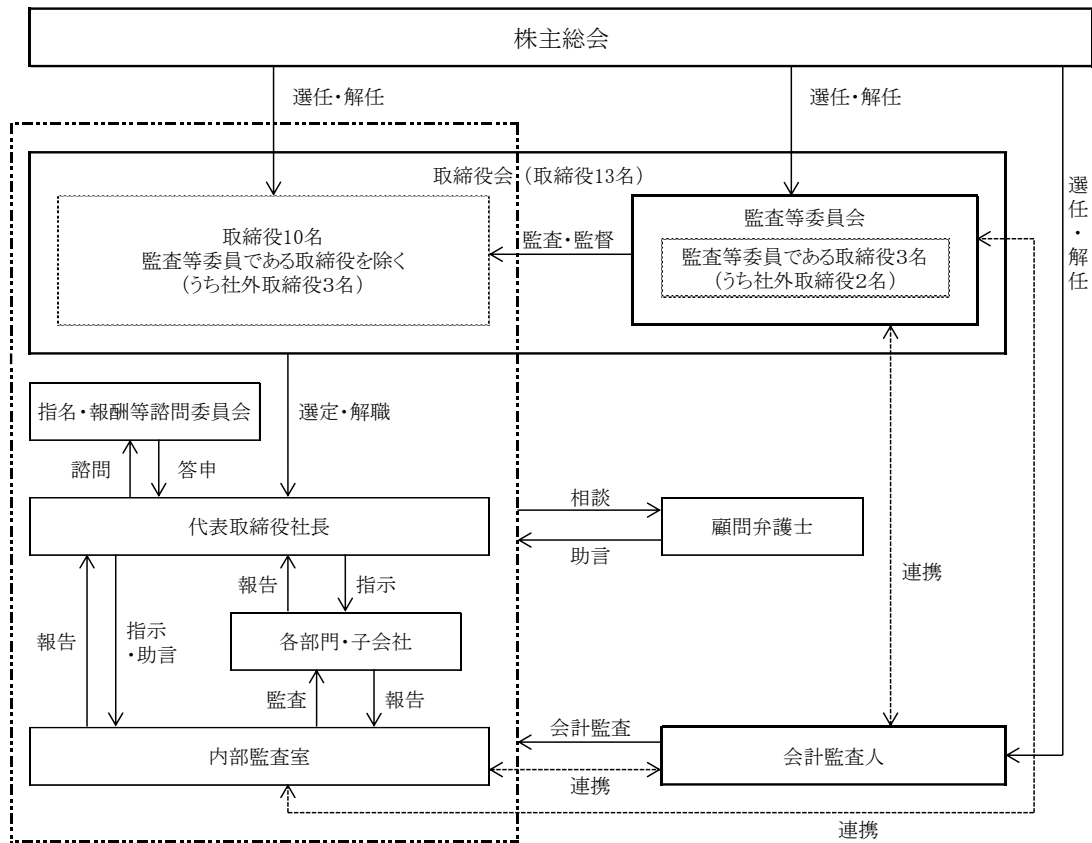 株主総会
選任・解任
選任・解任
選任・解任
取締役会（取締役13名）
取締役10名
監査等委員である取締役を除く
(うち社外取締役3名)
監査・監督
監査等委員会
監査等委員である取締役3名
(うち社外取締役2名)
指名・報酬等諮問委員会
選定・解職
諮問
答申
代表取締役社長
相談
顧問弁護士
助言
報告
指示
連携
各部門・子会社
報告
指示
・助言
監査
報告
内部監査室
会計監査
会計監査人
連携
連携